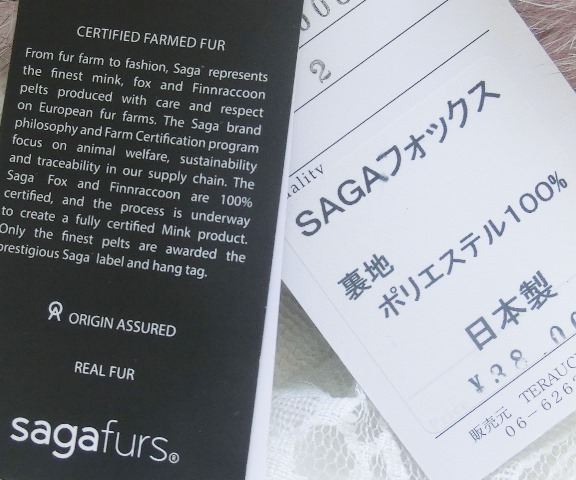 CERTIFIED FARMED FUR
From fur farm to fashion, Saga represents
the finest mink, fox and Finnraccoon
pelts produced with care and respect
on European fur farms. The Saga brand
philosophy and Farm Certification program
focus on animal welfare, sustainability
and traceability in our supply chain. The
Saga Fox and Finnraccoon are 100%
certified, and the process is underway
to create a fully certified Mink product.
Only the finest pelts are awarded the
prestigious Saga label and hang tag.
ORIGIN ASSURED
REAL FUR
sagafurs®
2
SAGAフォックス
裏地
ポリエステル100%
日本製
¥38
販売元